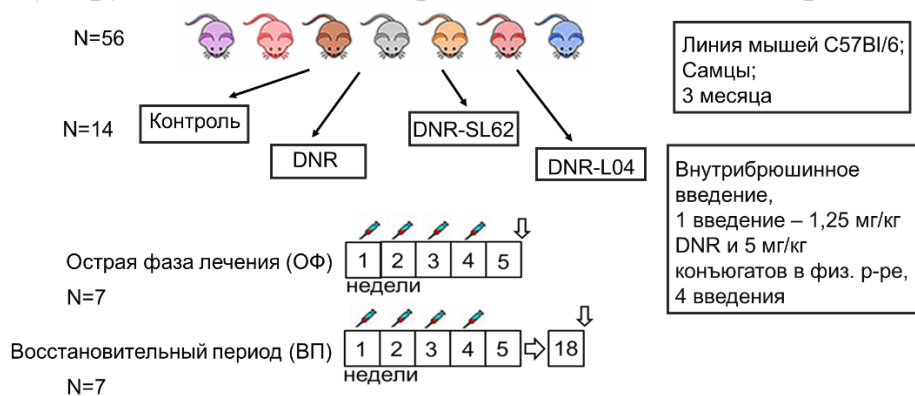 N=56
Линия мышей C57Bl/6;
Самцы;
3 месяца
N=14
Контроль
DNR
DNR-SL62
DNR-L04
Внутрибрюшинное
введение,
1 введение – 1,25 мг/кг
DNR и 5 мг/кг
конъюгатов в физ. р-ре,
4 введения
Острая фаза лечения (ОФ)
1 2 3 4 5
недели
N=7
Восстановительный период (ВП)
1 2 3 4 5 18
недели
N=7